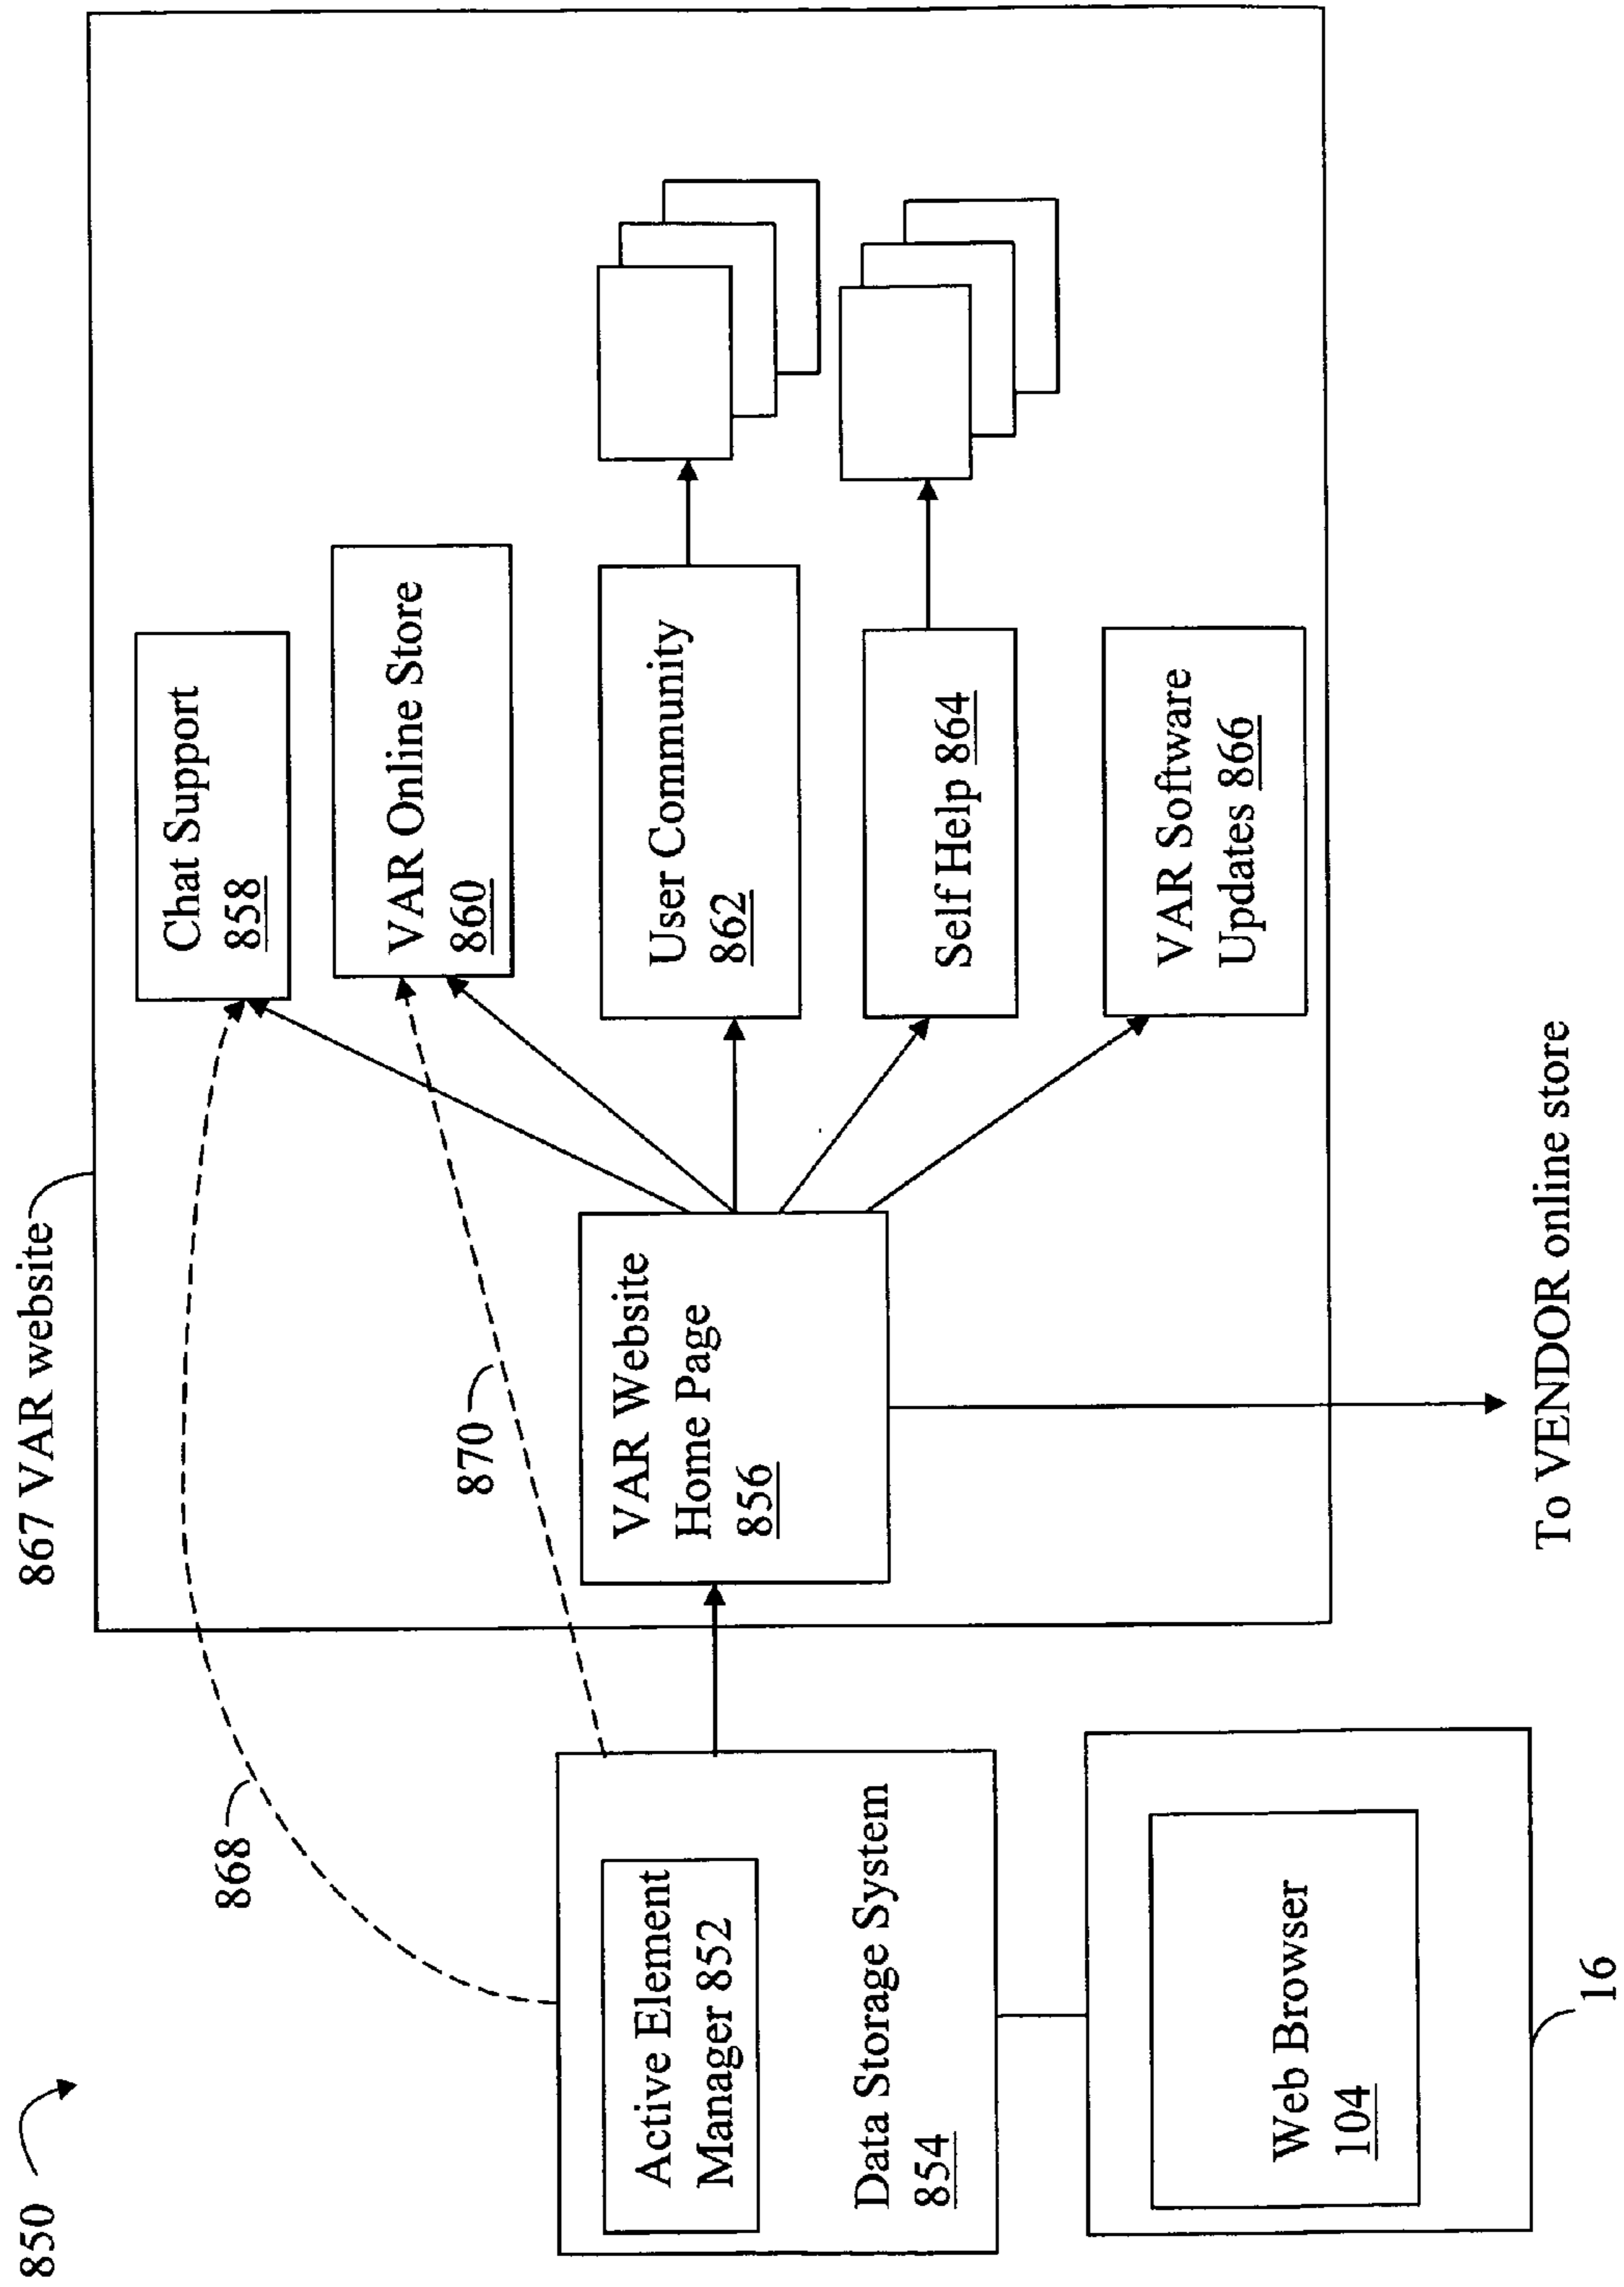 850
867 VAR website
868
870
Active Element
Manager 852
Data Storage System
854
Web Browser
104
16
VAR Website
Home Page
856
Chat Support
858
VAR Online Store
860
User Community
862
Self Help 864
VAR Software
Updates 866
To VENDOR online store